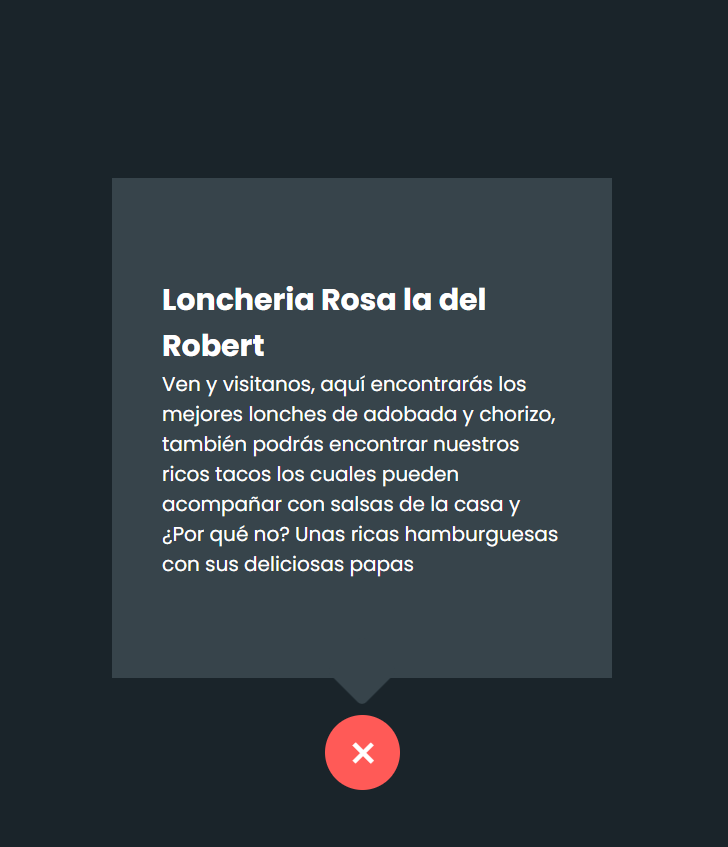 Loncheria Rosa la del
Robert
Ven y visitanos, aquí encontrarás los
mejores lonches de adobada y chorizo,
también podrás encontrar nuestros
ricos tacos los cuales pueden
acompañar con salsas de la casa y
¿Por qué no? Unas ricas hamburguesas
con sus deliciosas papas